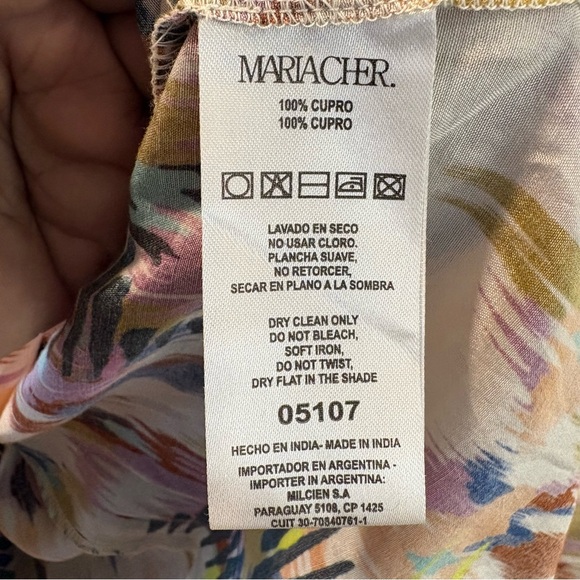 MARIACHER.
100% CUPRO
100% CUPRO
LAVADO EN SECO
NO USAR CLORO.
PLANCHA SUAVE,
NO RETORCER,
SECAR EN PLANO A LA SOMBRA
DRY CLEAN ONLY
DO NOT BLEACH,
SOFT IRON,
DO NOT TWIST,
DRY FLAT IN THE SHADE
05107
HECHO EN INDIA- MADE IN INDIA
IMPORTADOR EN ARGENTINA -
IMPORTER IN ARGENTINA:
MILCIEN S.A
PARAGUAY 5108, CP 1425
CUIT 30-70840761-1